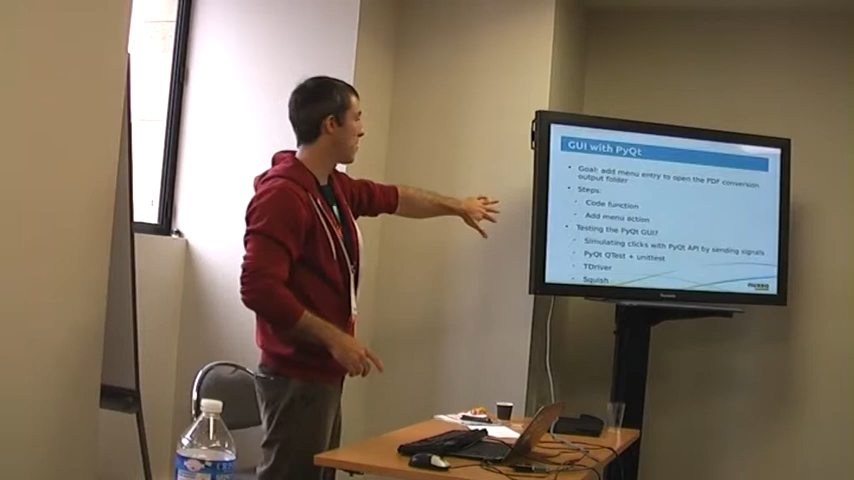 GUI with PyQt
• Goal: add menu entry to open the PDF conversion
output folder
• Steps:
Code function
Add menu action
• Testing the PyQt GUI?
Simulating clicks with PyQt API by sending signals
PyQt QTest + unittest
TDriver
Squish